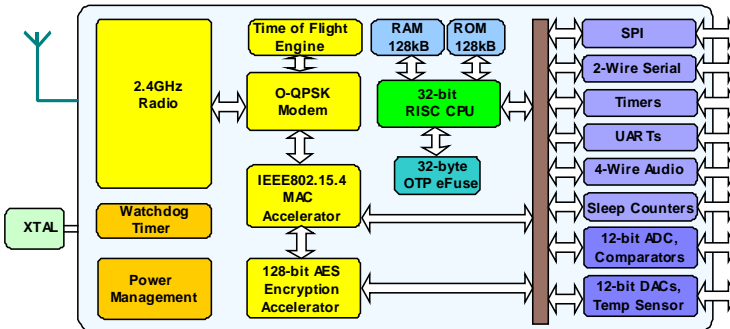 2.4GHz
Radio
Time of Flight
Engine
O-QPSK
Modem
IEEE802.15.4
MAC
Accelerator
128-bit AES
Encryption
Accelerator
Watchdog
Timer
Power
Management
XTAL
RAM
128kB
ROM
128kB
32-bit
RISC CPU
32-byte
OTP eFuse
SPI
2-Wire Serial
Timers
UARTs
4-Wire Audio
Sleep Counters
12-bit ADC,
Comparators
12-bit DACs,
Temp Sensor